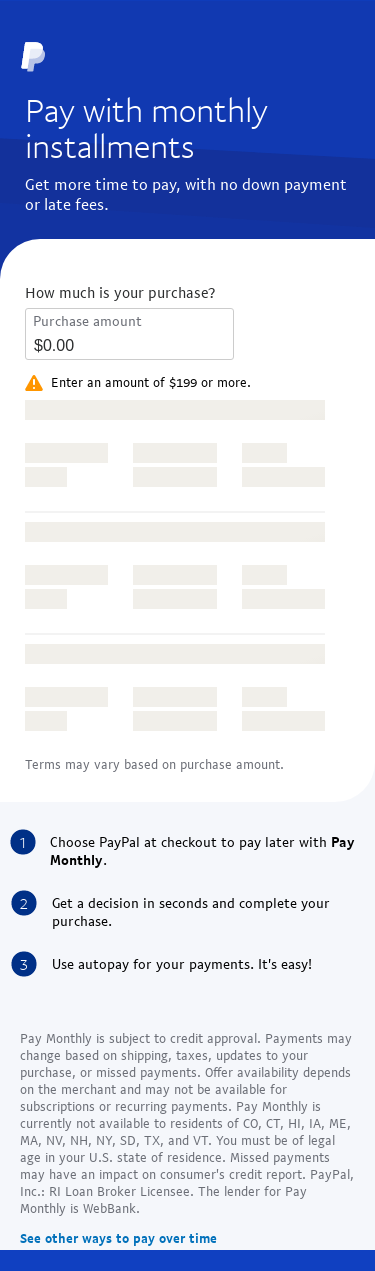 Pay with monthly
installments
Get more time to pay, with no down payment
or late fees.
How much is your purchase?
Purchase amount
$0.00
Enter an amount of $199 or more.
Terms may vary based on purchase amount.
1 Choose PayPal at checkout to pay later with Pay
Monthly.
2 Get a decision in seconds and complete your
purchase.
3 Use autopay for your payments. It's easy!
Pay Monthly is subject to credit approval. Payments may
change based on shipping, taxes, updates to your
purchase, or missed payments. Offer availability depends
on the merchant and may not be available for
subscriptions or recurring payments. Pay Monthly is
currently not available to residents of CO, CT, HI, IA, ME,
MA, NV, NH, NY, SD, TX, and VT. You must be of legal
age in your U.S. state of residence. Missed payments
may have an impact on consumer's credit report. PayPal,
Inc.: RI Loan Broker Licensee. The lender for Pay
Monthly is WebBank.
See other ways to pay over time